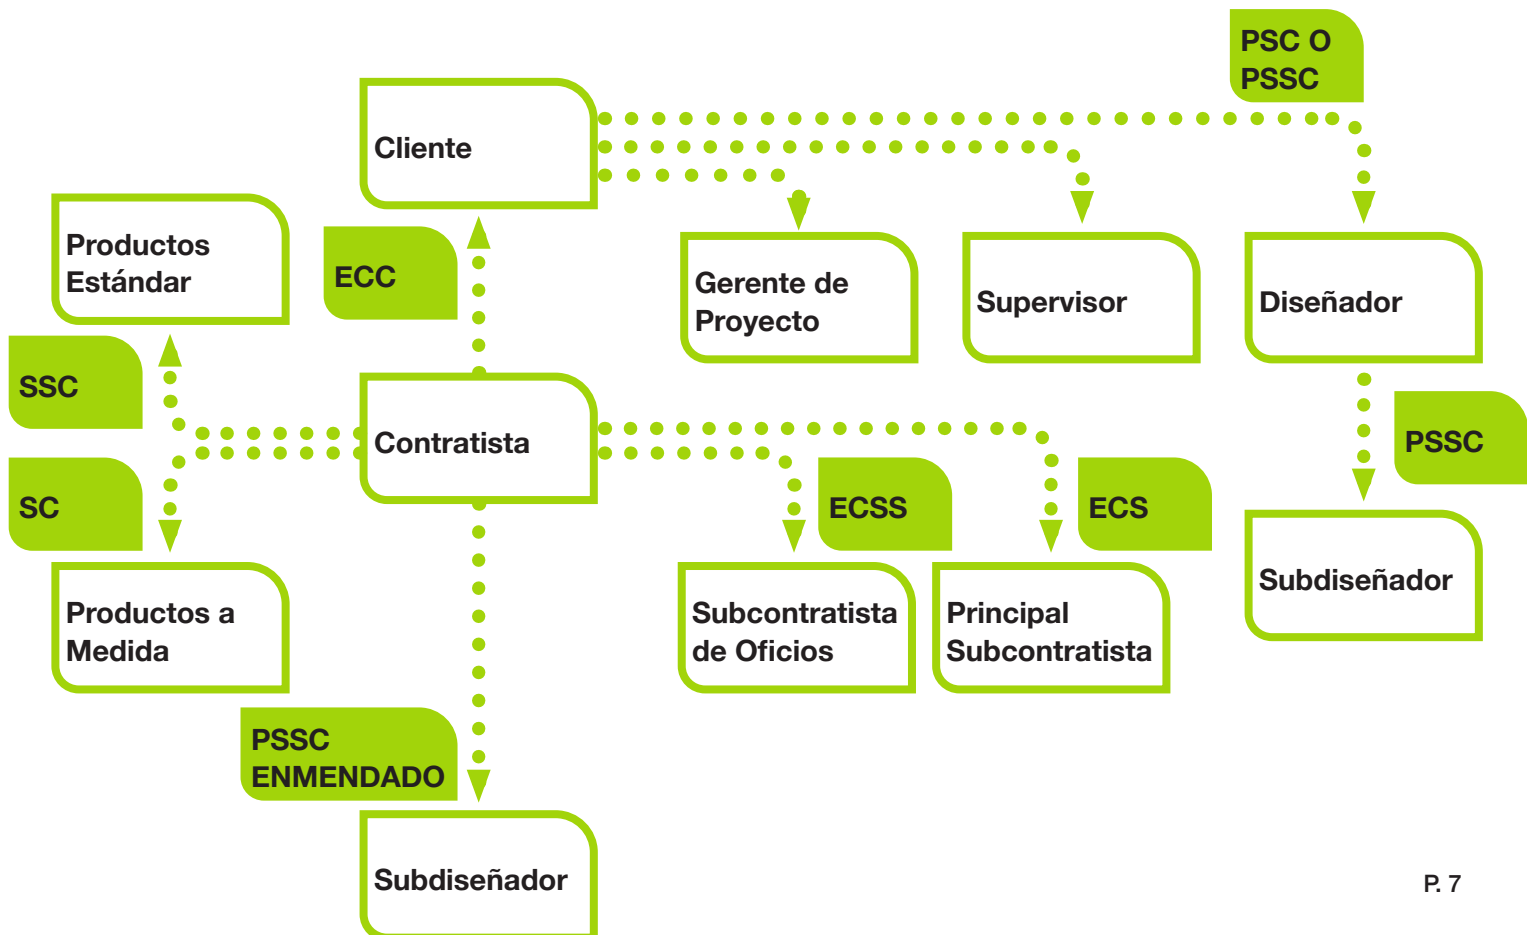 PSC O
PSSC
Cliente
Productos
Estándar
ECC
Gerente de
Proyecto
Supervisor
Diseñador
SSC
Contratista
PSSC
SC
ECSS
ECS
Subdiseñador
Productos a
Medida
Subcontratista
de Oficios
Principal
Subcontratista
PSSC
ENMENDADO
Subdiseñador
P. 7